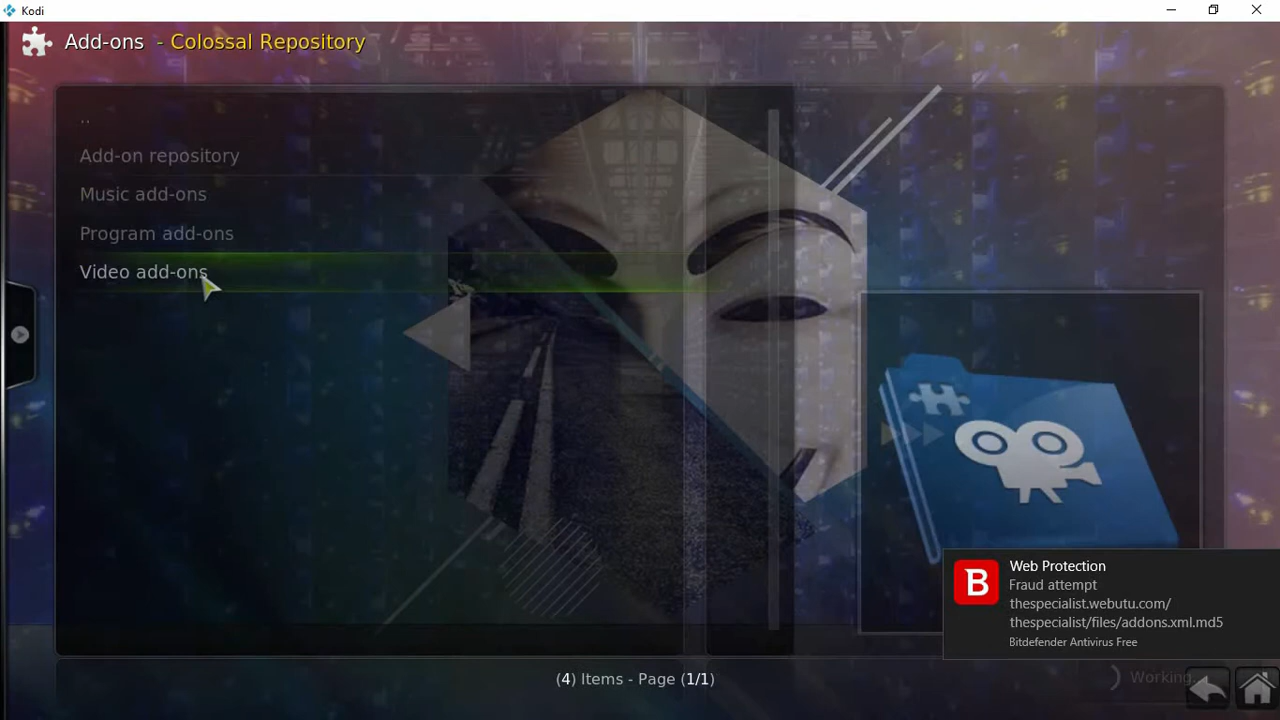 Kodi
Add-ons - Colossal Repository
..
Add-on repository
Music add-ons
Program add-ons
Video add-ons
B
Web Protection
Fraud attempt
thespecialist.webutu.com/
thespecialist/files/addons.xml.md5
Bitdefender Antivirus Free
(4) Items - Page (1/1)
Working...